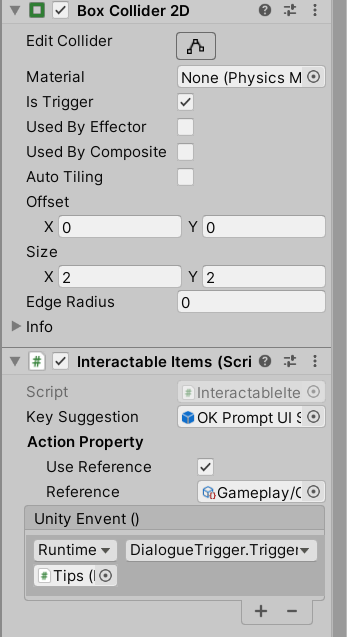 Box Collider 2D
Edit Collider
Material None (Physics M
Is Trigger
Used By Effector
Used By Composite
Auto Tiling
Offset
X 0 Y 0
Size
X 2 Y 2
Edge Radius 0
Info
# Interactable Items (Scri
Script # InteractableIte
Key Suggestion OK Prompt UI S
Action Property
Use Reference
Reference Gameplay/C
Unity Envent ()
Runtime DialogueTrigger.Trigger
# Tips (
+ −